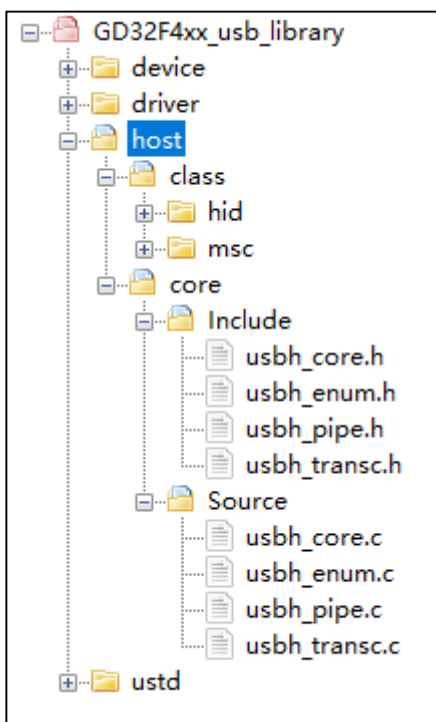 GD32F4xx_usb_library
device
driver
host
class
hid
msc
core
Include
usbh_core.h
usbh_enum.h
usbh_pipe.h
usbh_transc.h
Source
usbh_core.c
usbh_enum.c
usbh_pipe.c
usbh_transc.c
ustd